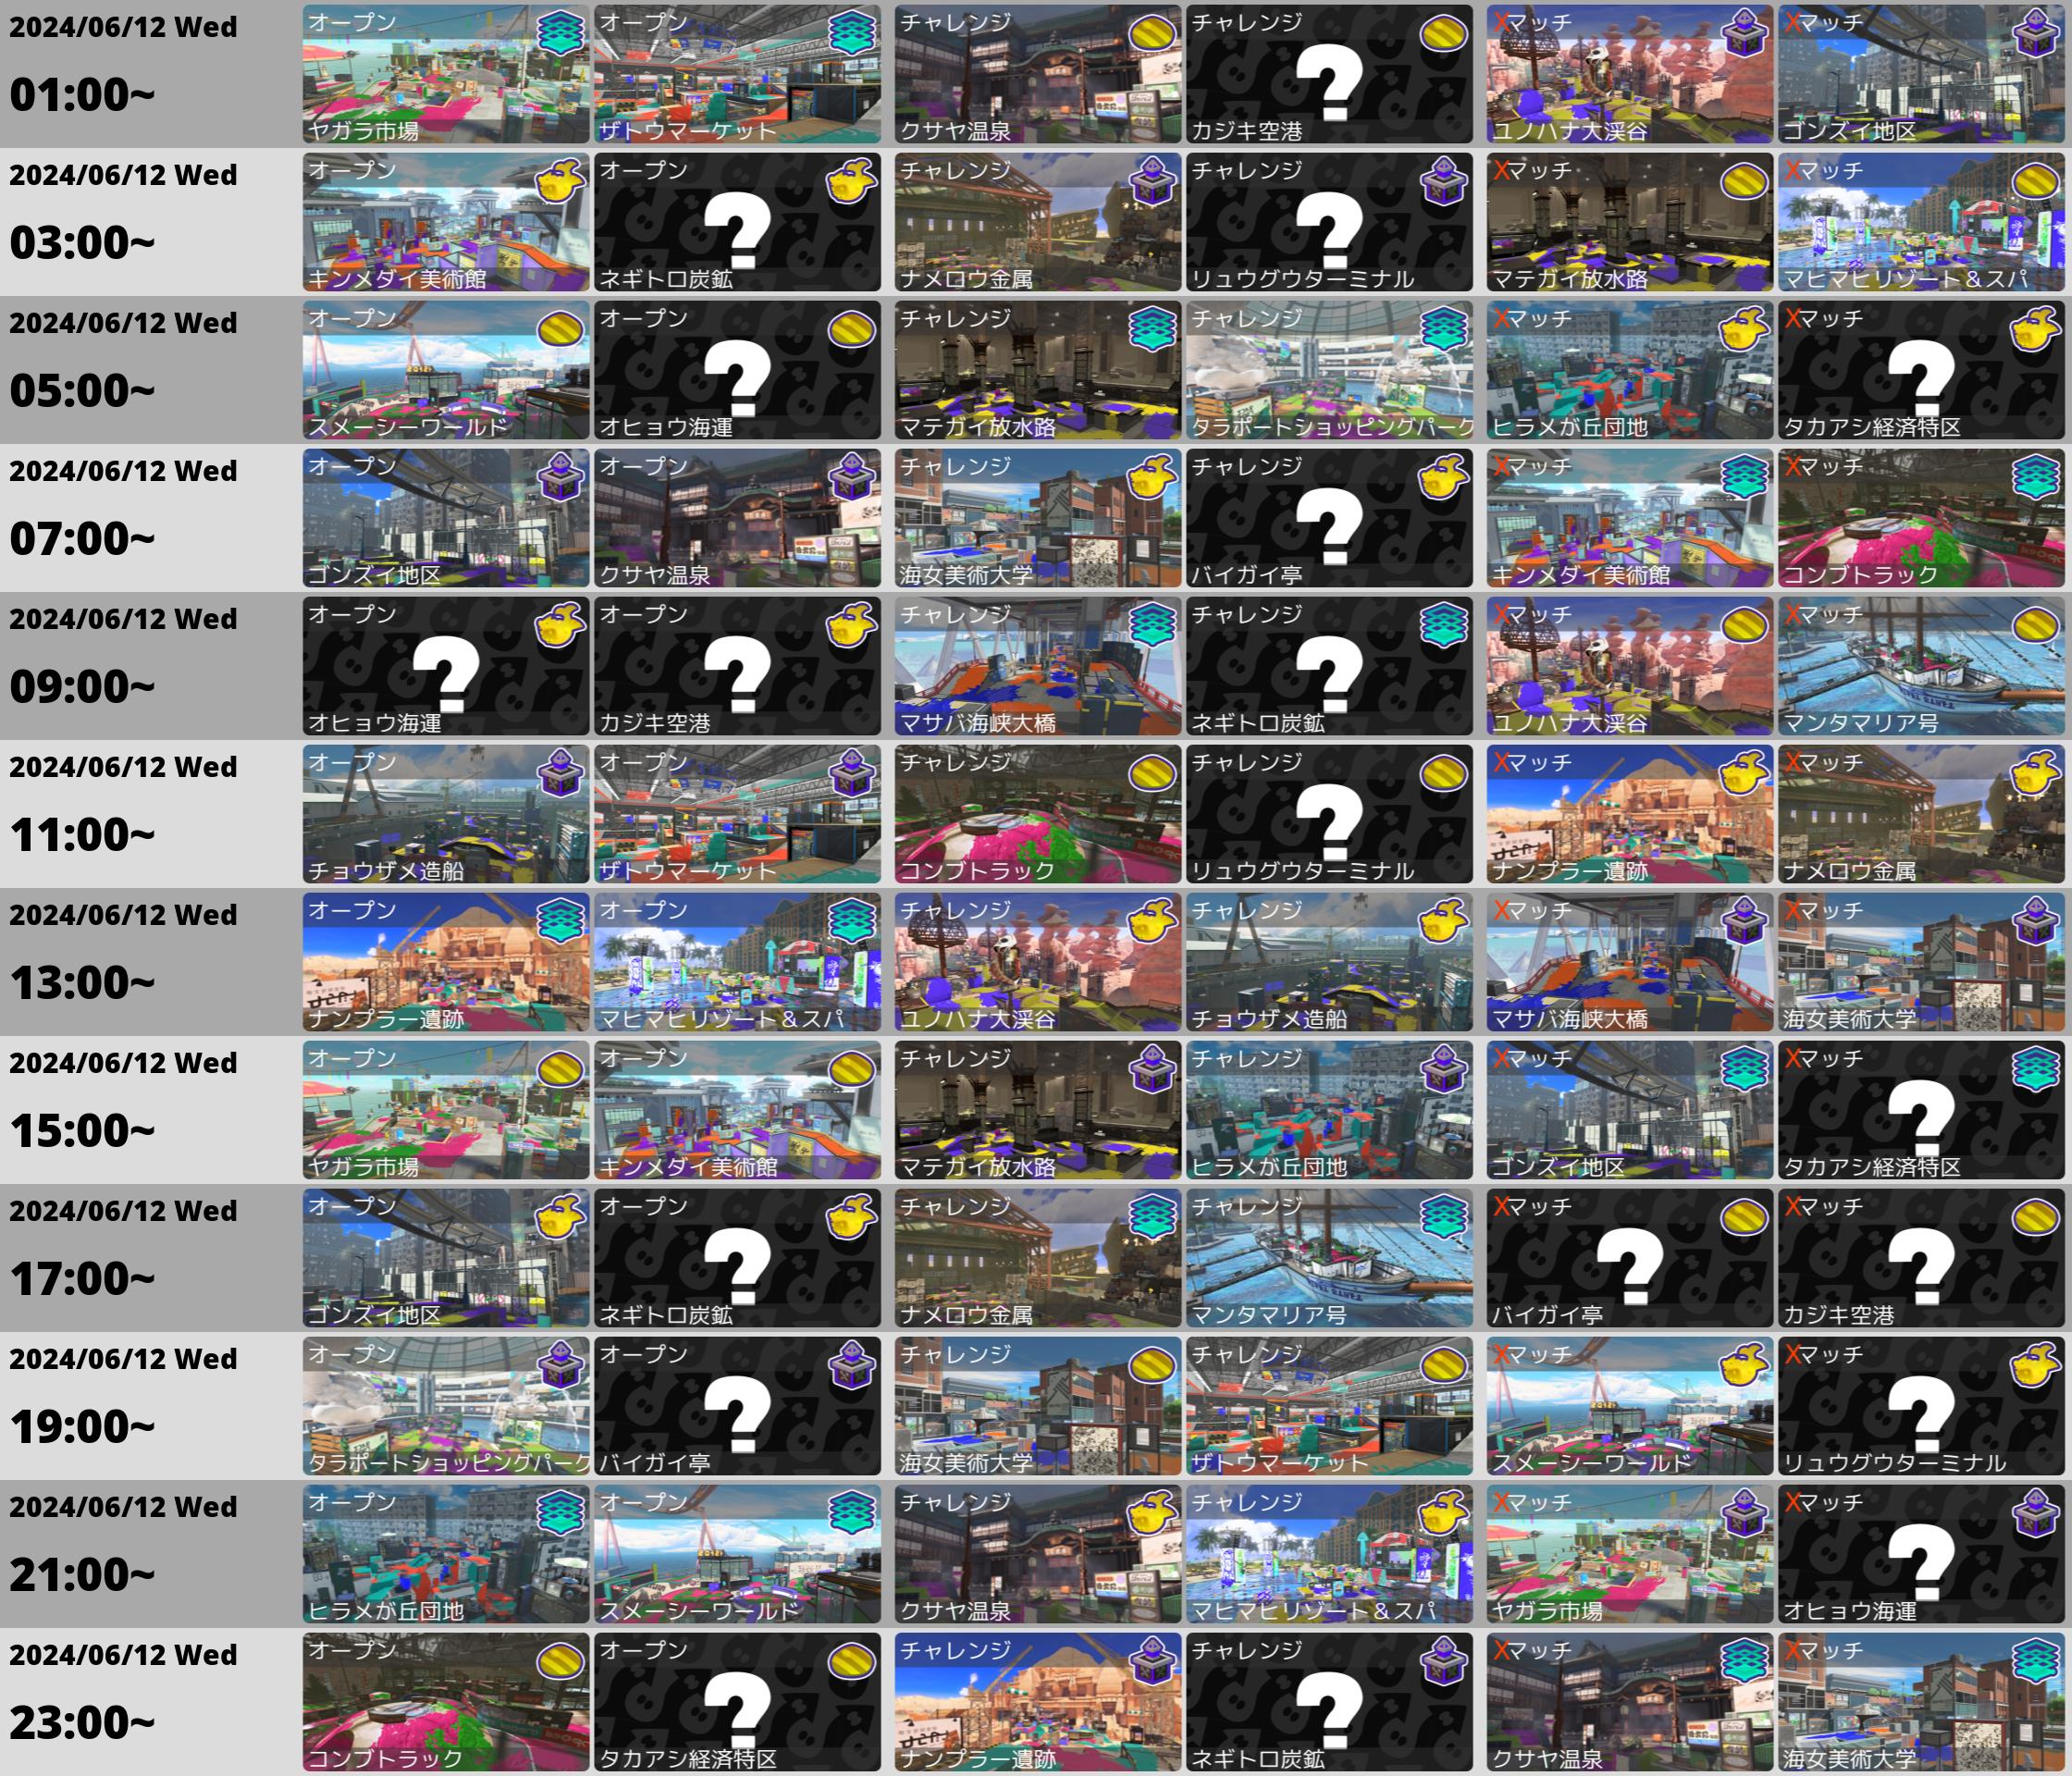 2024/06/12 Wed
01:00~
オープン
ヤガラ市場
オープン
ザトウマーケット
チャレンジ
クサヤ温泉
チャレンジ
カジキ空港
Xマッチ
ユノハナ大渓谷
Xマッチ
ゴンズイ地区
2024/06/12 Wed
03:00~
オープン
キンメダイ美術館
オープン
ネギトロ炭鉱
チャレンジ
ナメロウ金属
チャレンジ
リュウグウターミナル
Xマッチ
マテガイ放水路
Xマッチ
マヒマヒリゾート＆スパ
2024/06/12 Wed
05:00~
オープン
スメーシーワールド
オープン
オヒョウ海運
チャレンジ
マテガイ放水路
チャレンジ
タラポートショッピングパーク
Xマッチ
ヒラメが丘団地
Xマッチ
タカアシ経済特区
2024/06/12 Wed
07:00~
オープン
ゴンズイ地区
オープン
クサヤ温泉
チャレンジ
海女美術大学
チャレンジ
バイガイ亭
Xマッチ
キンメダイ美術館
Xマッチ
コンブトラック
2024/06/12 Wed
09:00~
オープン
オヒョウ海運
オープン
カジキ空港
チャレンジ
マサバ海峡大橋
チャレンジ
ネギトロ炭鉱
Xマッチ
ユノハナ大渓谷
Xマッチ
マンタマリア号
2024/06/12 Wed
11:00~
オープン
チョウザメ造船
オープン
ザトウマーケット
チャレンジ
コンブトラック
チャレンジ
リュウグウターミナル
Xマッチ
ナンプラー遺跡
Xマッチ
ナメロウ金属
2024/06/12 Wed
13:00~
オープン
ナンプラー遺跡
オープン
マヒマヒリゾート＆スパ
チャレンジ
ユノハナ大渓谷
チャレンジ
チョウザメ造船
Xマッチ
マサバ海峡大橋
Xマッチ
海女美術大学
2024/06/12 Wed
15:00~
オープン
ヤガラ市場
オープン
キンメダイ美術館
チャレンジ
マテガイ放水路
チャレンジ
ヒラメが丘団地
Xマッチ
ゴンズイ地区
Xマッチ
タカアシ経済特区
2024/06/12 Wed
17:00~
オープン
ゴンズイ地区
オープン
ネギトロ炭鉱
チャレンジ
ナメロウ金属
チャレンジ
マンタマリア号
Xマッチ
バイガイ亭
Xマッチ
カジキ空港
2024/06/12 Wed
19:00~
オープン
タラポートショッピングパーク
オープン
バイガイ亭
チャレンジ
海女美術大学
チャレンジ
ザトウマーケット
Xマッチ
スメーシーワールド
Xマッチ
リュウグウターミナル
2024/06/12 Wed
21:00~
オープン
ヒラメが丘団地
オープン
スメーシーワールド
チャレンジ
クサヤ温泉
チャレンジ
マヒマヒリゾート＆スパ
Xマッチ
ヤガラ市場
Xマッチ
オヒョウ海運
2024/06/12 Wed
23:00~
オープン
コンブトラック
オープン
タカアシ経済特区
チャレンジ
ナンプラー遺跡
チャレンジ
ネギトロ炭鉱
Xマッチ
クサヤ温泉
Xマッチ
海女美術大学